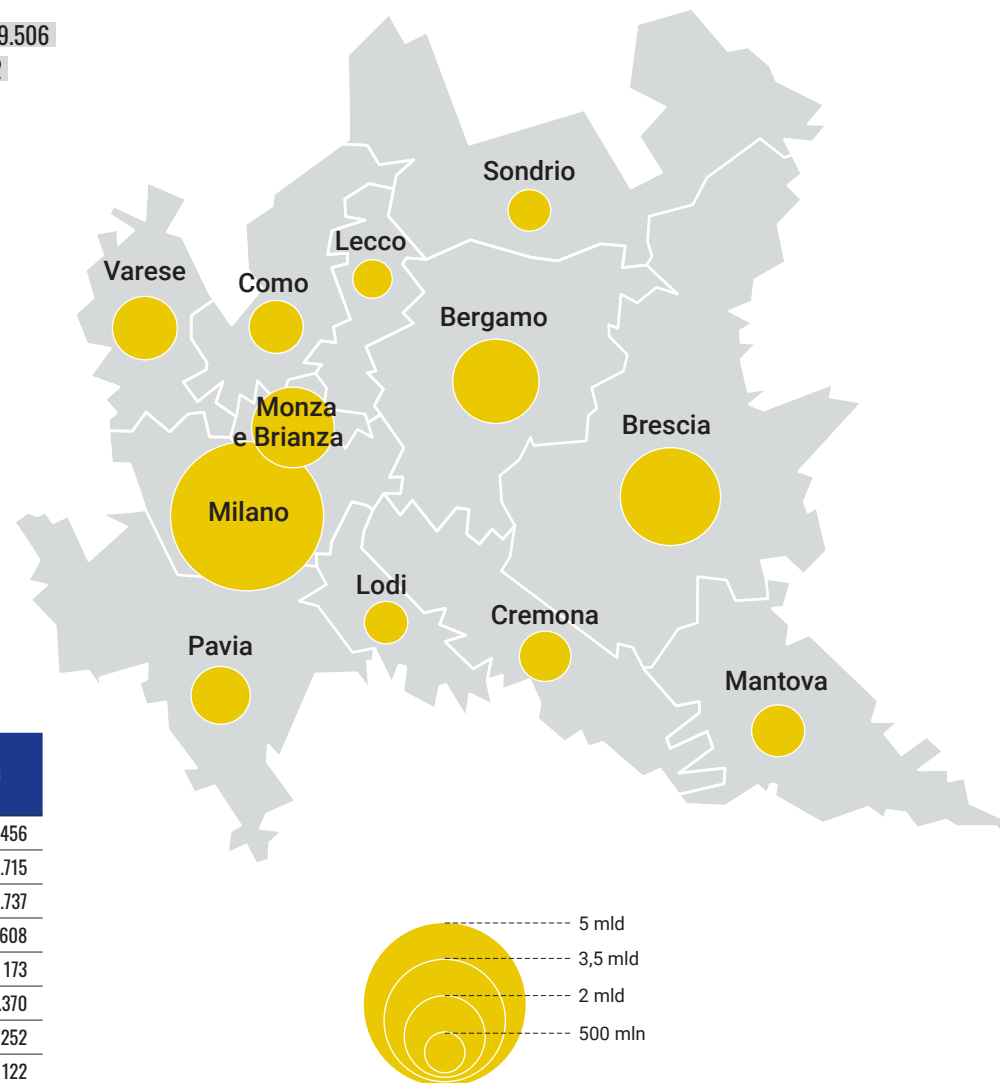 9.506
2
Sondrio
Lecco
Varese
Como
Bergamo
Monza
e Brianza
Brescia
Milano
Lodi
Cremona
Pavia
Mantova
456
.715
.737
608
173
.370
252
122
5 mld
3,5 mld
2 mld
500 mln